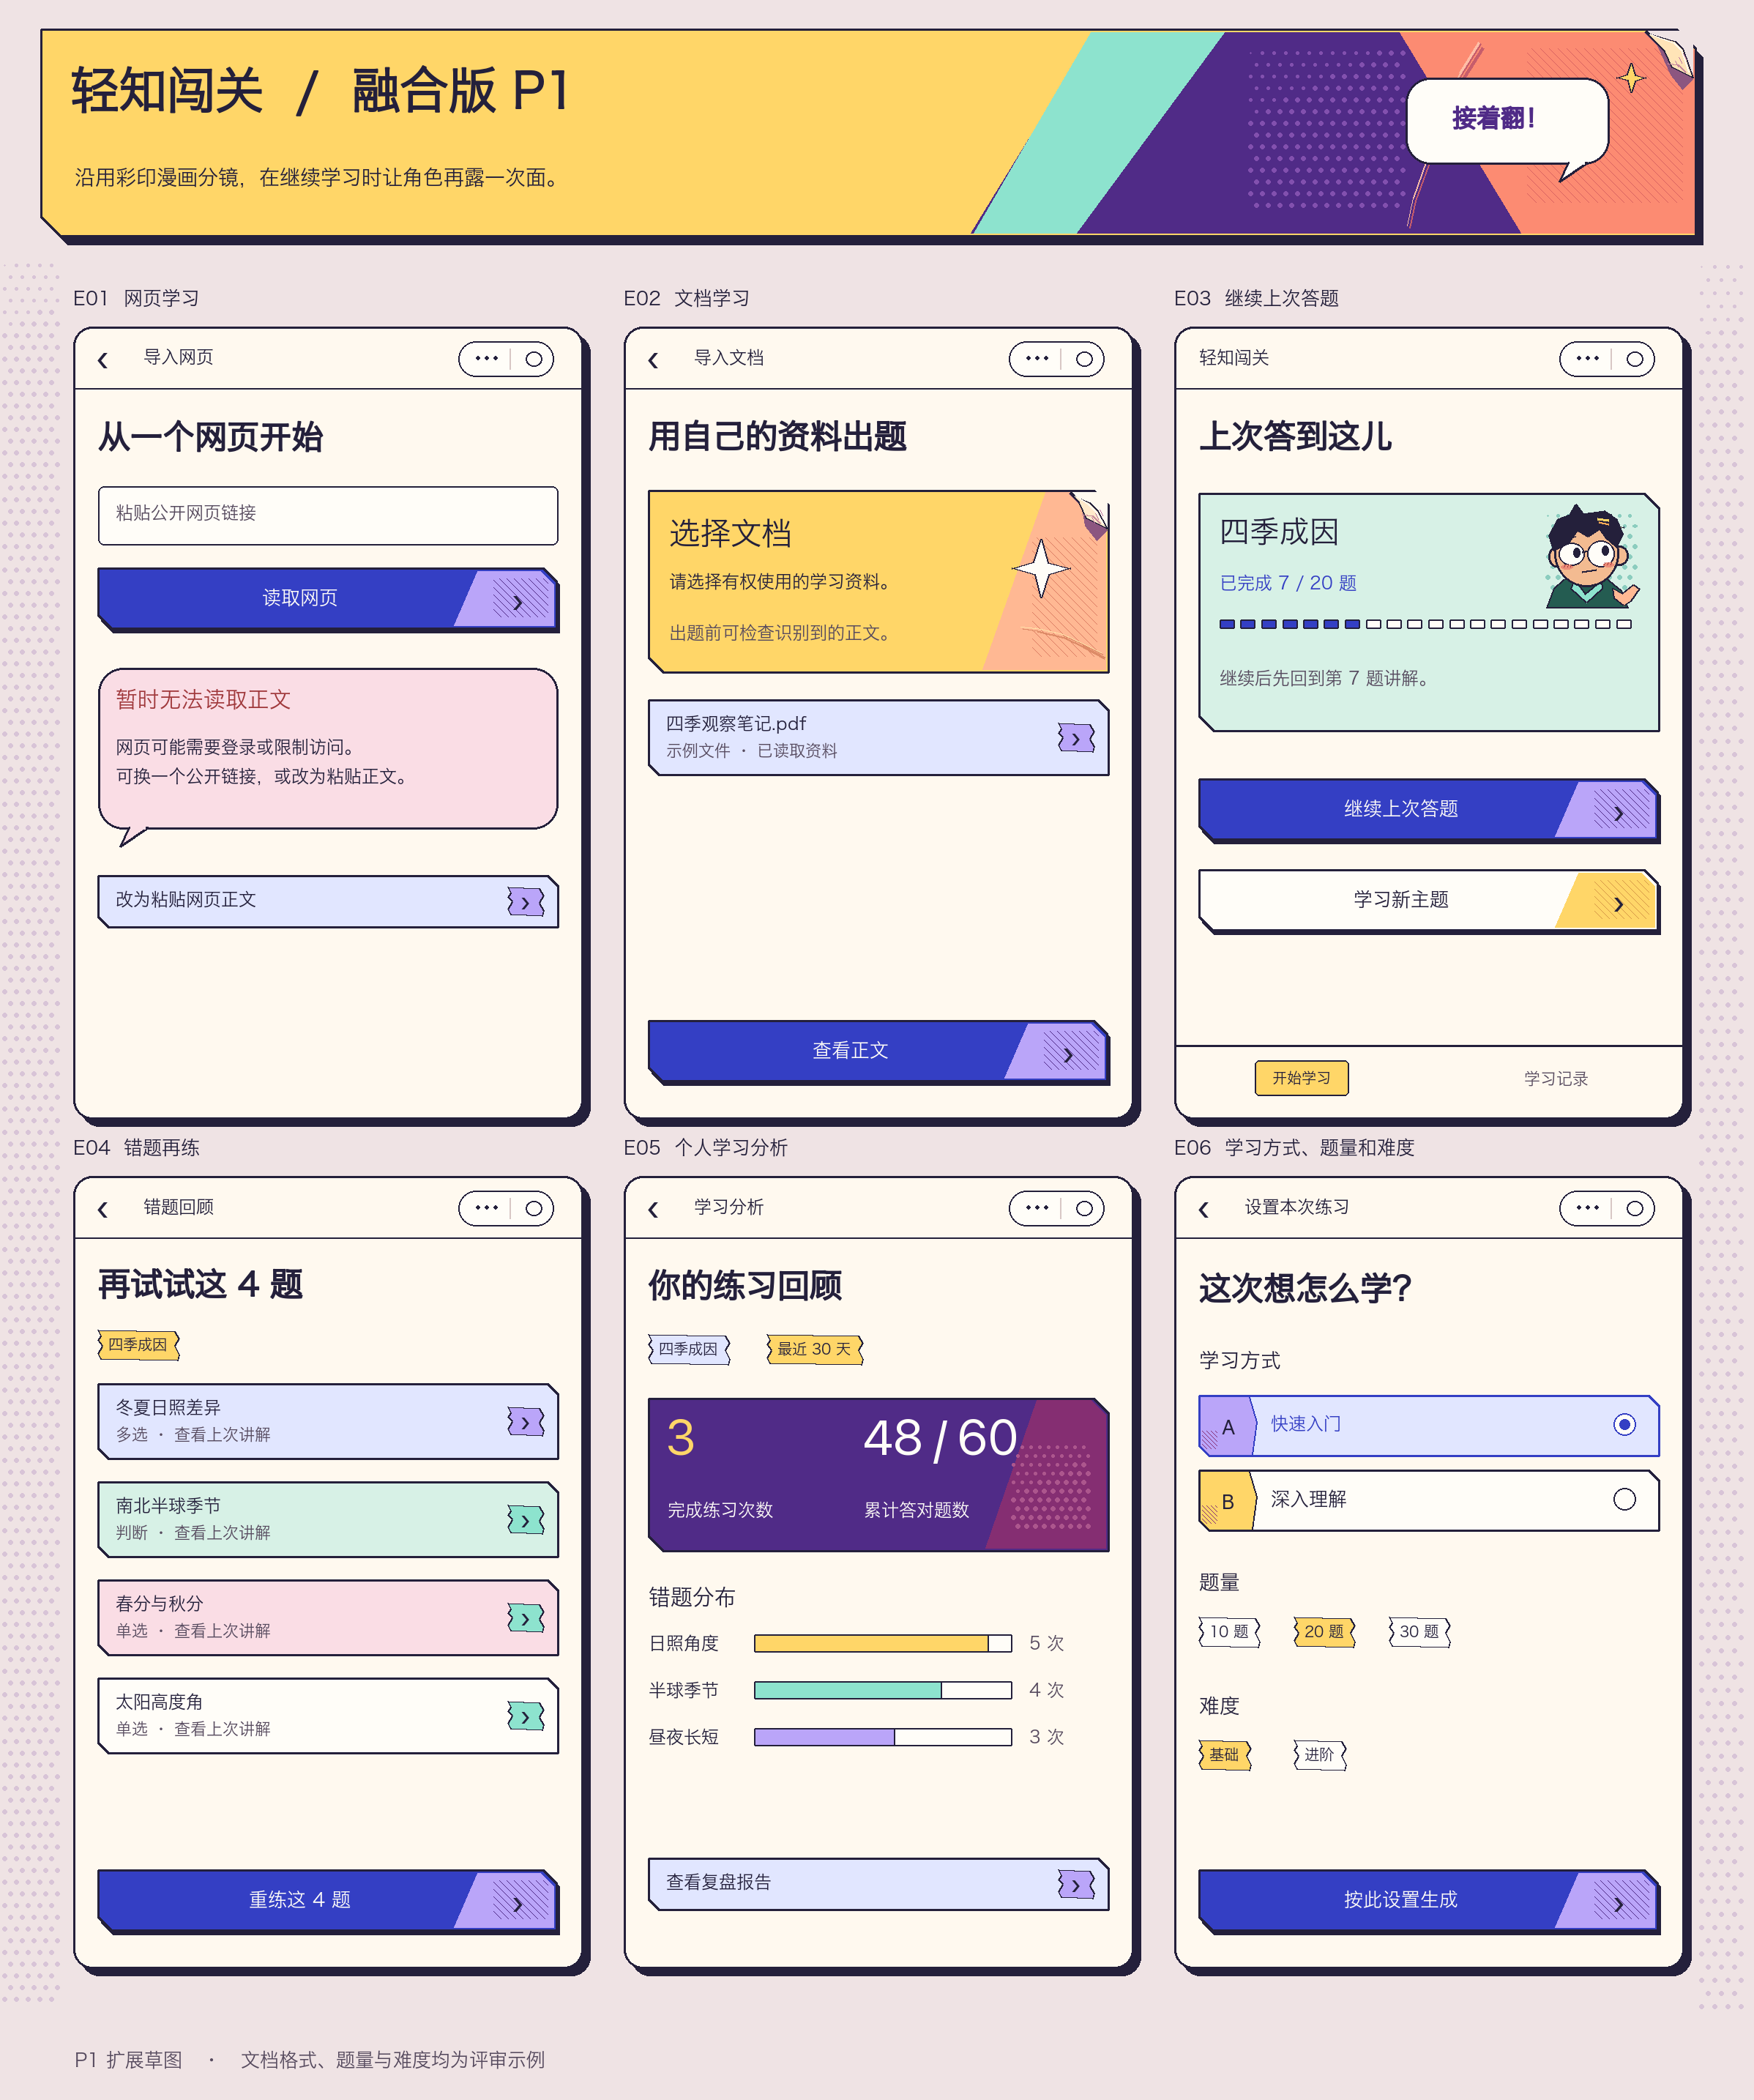 轻知闯关 / 融合版 P1
沿用彩印漫画分镜，在继续学习时让角色再露一次面。
接着翻！
E01 网页学习
导入网页
从一个网页开始
粘贴公开网页链接
读取网页
暂时无法读取正文
网页可能需要登录或限制访问。
可换一个公开链接，或改为粘贴正文。
改为粘贴网页正文
E02 文档学习
导入文档
用自己的资料出题
选择文档
请选择有权使用的学习资料。
出题前可检查识别到的正文。
四季观察笔记.pdf
示例文件 · 已读取资料
查看正文
E03 继续上次答题
轻知闯关
上次答到这儿
四季成因
已完成 7 / 20 题
继续后先回到第 7 题讲解。
继续上次答题
学习新主题
开始学习
学习记录
E04 错题再练
错题回顾
再试试这 4 题
四季成因
冬夏日照差异
多选 · 查看上次讲解
南北半球季节
判断 · 查看上次讲解
春分与秋分
单选 · 查看上次讲解
太阳高度角
单选 · 查看上次讲解
重练这 4 题
E05 个人学习分析
学习分析
你的练习回顾
四季成因
最近 30 天
3
48 / 60
完成练习次数
累计答对题数
错题分布
日照角度
5 次
半球季节
4 次
昼夜长短
3 次
查看复盘报告
E06 学习方式、题量和难度
设置本次练习
这次想怎么学？
学习方式
A 快速入门
B 深入理解
题量
10 题
20 题
30 题
难度
基础
进阶
按此设置生成
P1 扩展草图 · 文档格式、题量与难度均为评审示例